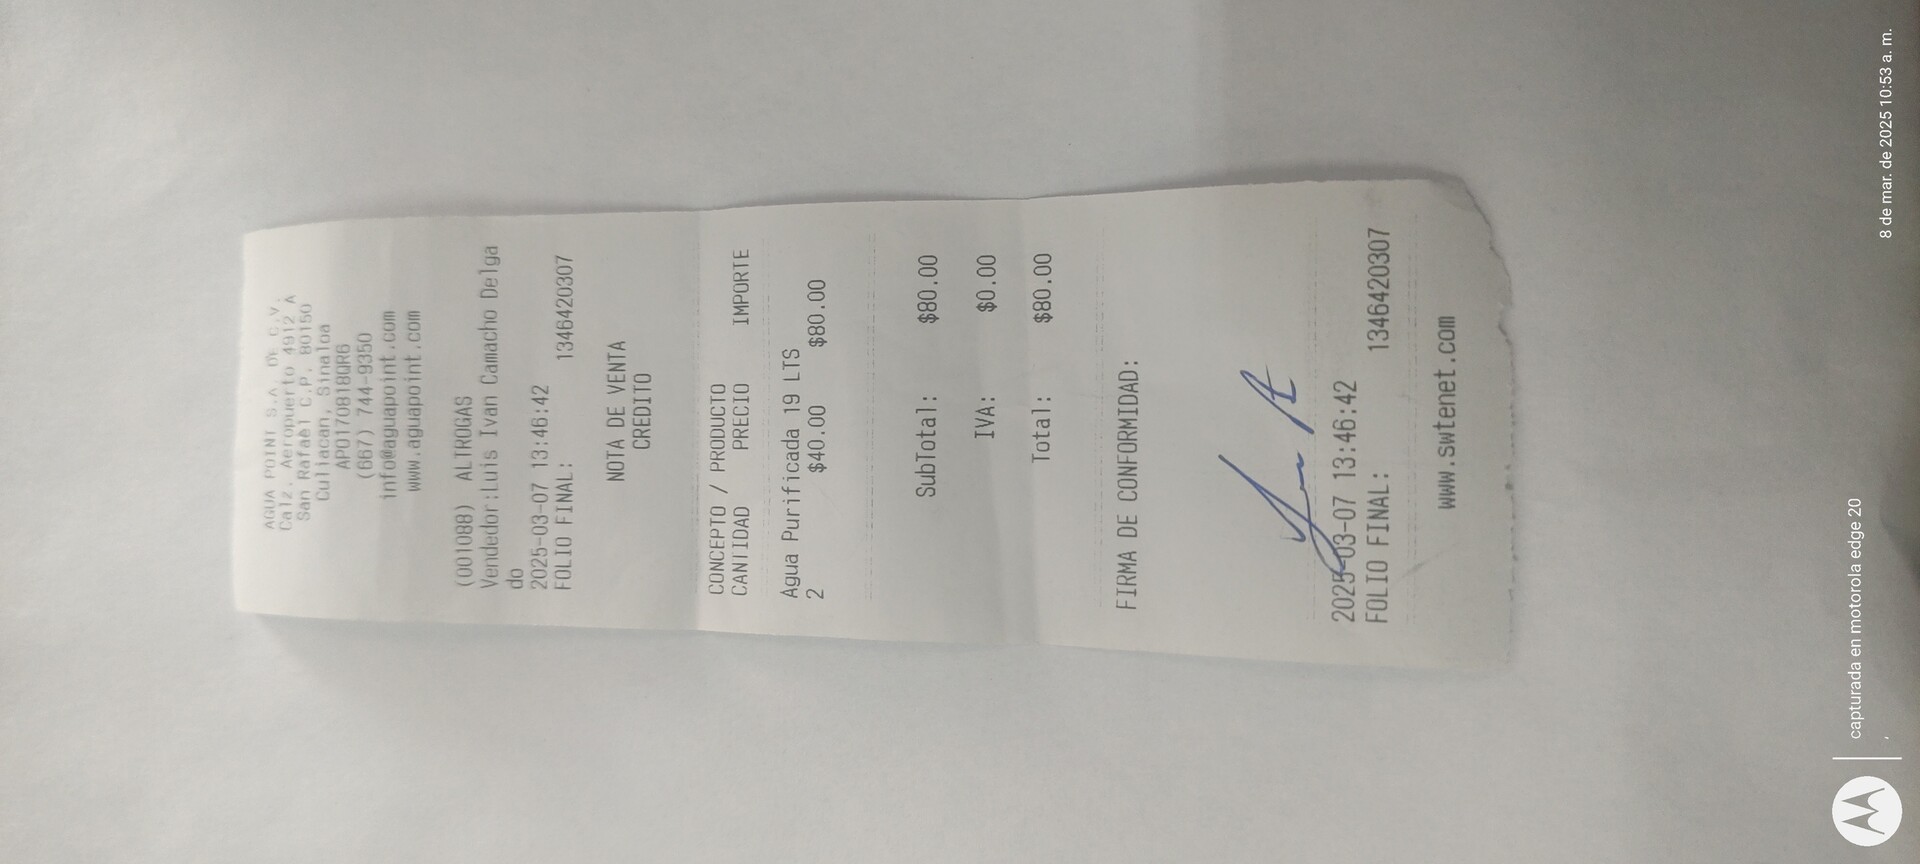 AGUA POINT S.A. DE C.V.
Calz. Aeropuerto 4912 A
San Rafael C.P. 80150
Culiacan, Sinaloa
APO170818QR6
(667) 744-9350
info@aguapoint.com
www.aguapoint.com
(001088) ALTROGAS
Vendedor:Luis Ivan Camacho Delga
do
2025-03-07 13:46:42
FOLIO FINAL: 1346420307
NOTA DE VENTA
CREDITO
CONCEPTO / PRODUCTO
CANTIDAD PRECIO IMPORTE
Agua Purificada 19 LTS
2 $40.00 $80.00
SubTotal: $80.00
IVA: $0.00
Total: $80.00
FIRMA DE CONFORMIDAD:
2025-03-07 13:46:42
FOLIO FINAL: 1346420307
www.swtenet.com
capturada en motorola edge 20
8 de mar. de 2025 10:53 a. m.